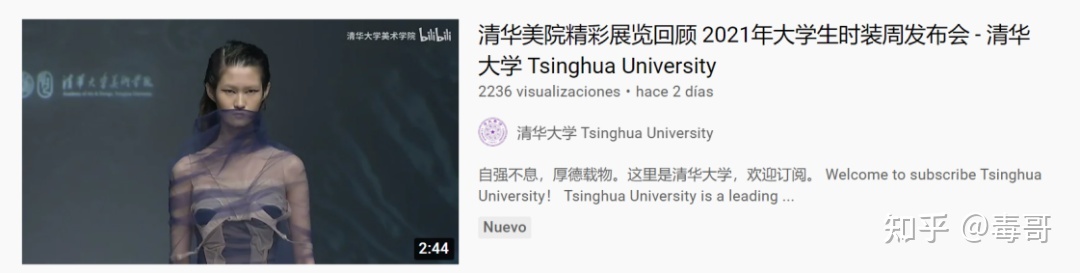 清华大学美术学院 bilibili
清华大学美术学院
2:44
清华美院精彩展览回顾 2021年大学生时装周发布会 - 清华
大学 Tsinghua University
2236 visualizaciones • hace 2 días
清华大学 Tsinghua University
自强不息，厚德载物。这里是清华大学，欢迎订阅。 Welcome to subscribe Tsinghua
University！ Tsinghua University is a leading ...
Nuevo
知乎 @毒哥